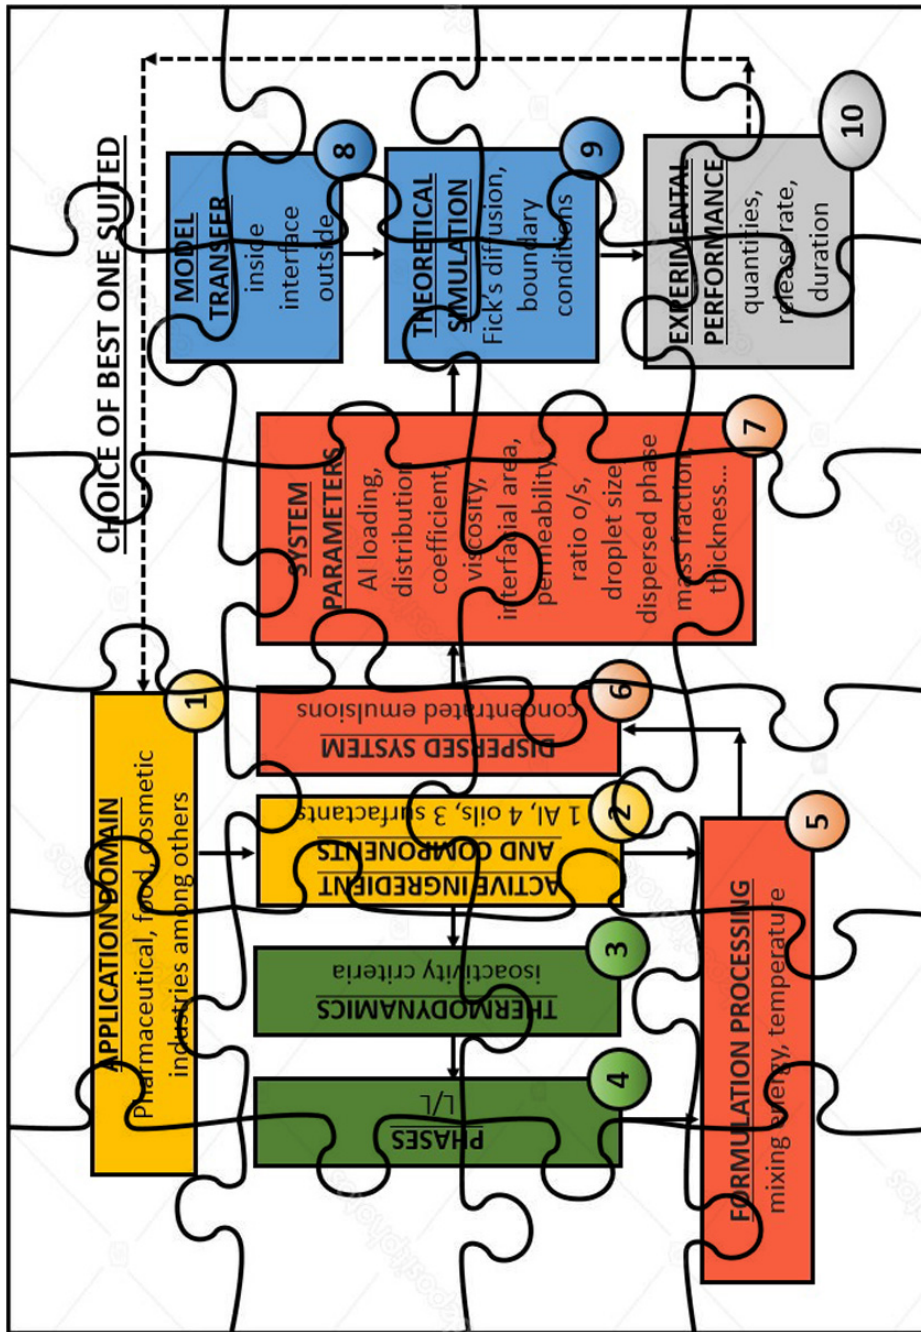 CHOICE OF BEST ONE SUITED
APPLICATION DOMAIN
Pharmaceutical, food, cosmetic
industries among others
1
ACTIVE INGREDIENT
AND COMPONENTS
1 AI, 4 oils, 3 surfactants
2
THERMODYNAMICS
isoactivity criteria
3
PHASES
L/L
4
FORMULATION PROCESSING
mixing energy, temperature
5
DISPERSED SYSTEM
concentrated emulsions
6
SYSTEM
PARAMETERS
AI loading,
distribution
coefficient,
viscosity,
interfacial area,
permeability,
ratio o/s,
droplet size,
dispersed phase
mass fraction,
thickness...
7
MODEL
TRANSFER
inside
interface
outside
8
THEORETICAL
SIMULATION
Fick's diffusion,
boundary
conditions
9
EXPERIMENTAL
PERFORMANCE
quantities,
release rate,
duration
10